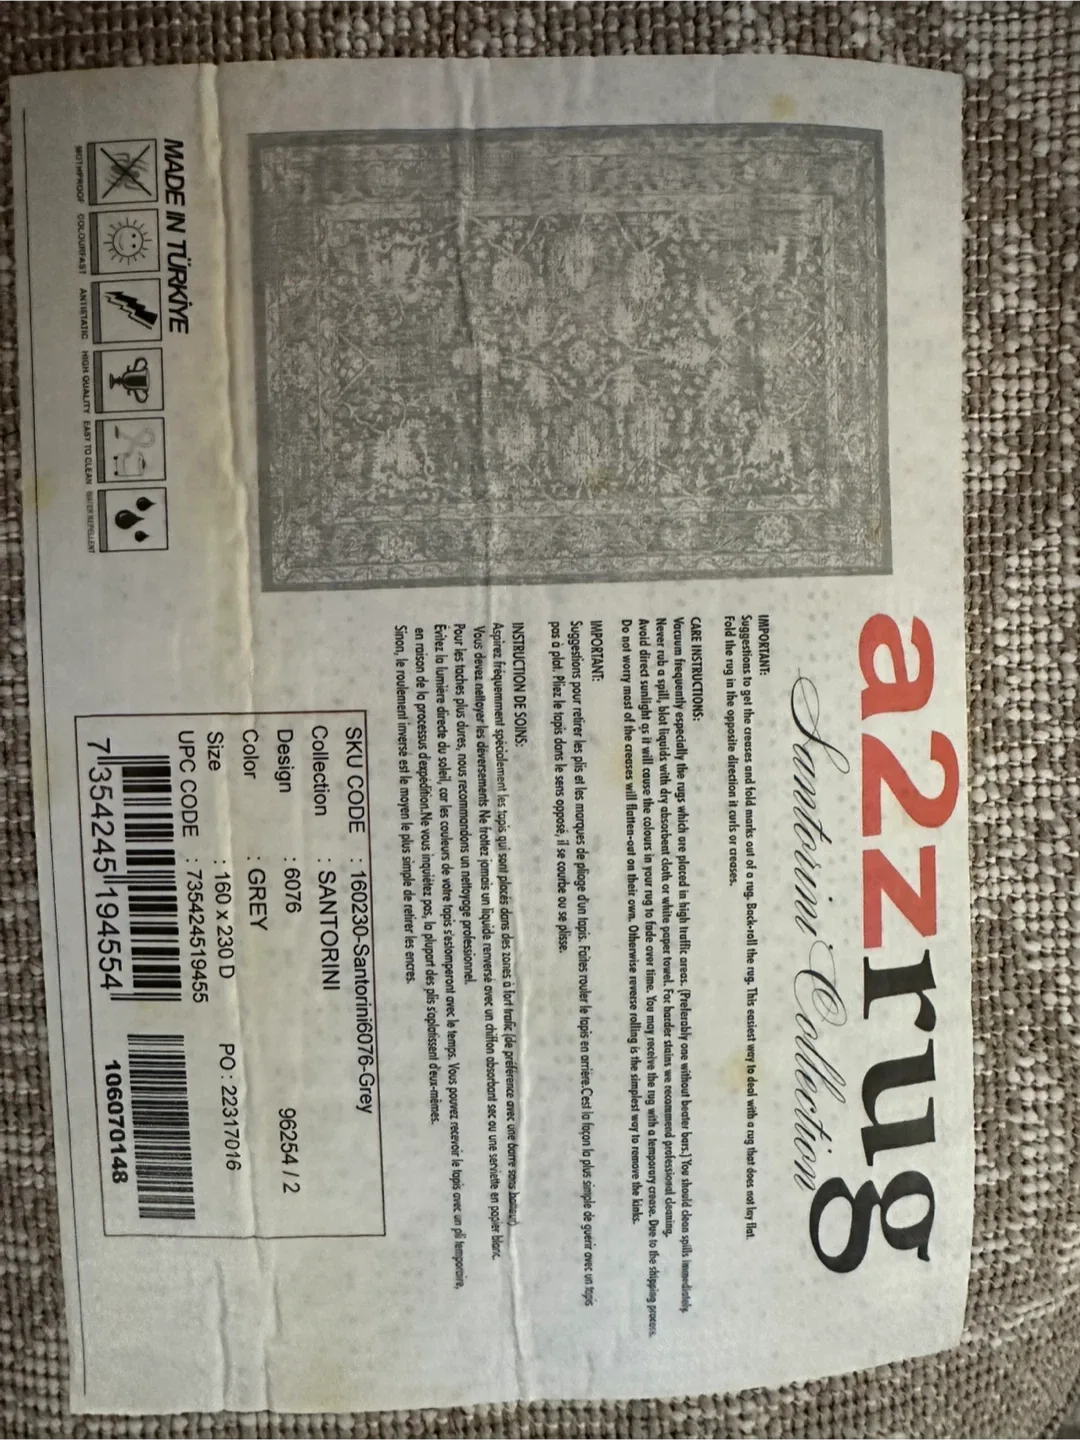 a2zrug
Santorini Collection
IMPORTANT:
Suggestions to get the creases and fold marks out of a rug. Back-roll the rug. This easiest way to deal with a rug that does not lay flat.
Fold the rug in the opposite direction it curls or creases.
CARE INSTRUCTIONS:
Vacuum frequently especially the rugs which are placed in high traffic areas. (Preferably one without beater bars.) You should clean spills immediately.
Never rub a spill, blot liquids with dry absorbent cloth or white paper towel. For harder stains we recommend professional cleaning.
Avoid direct sunlight as it will cause the colours in your rug to fade over time. You may receive the rug with a temporary crease. Due to the shipping process.
Do not worry most of the creases will flatten-out on their own. Otherwise reverse rolling is the simplest way to remove the kinks.
IMPORTANT:
Suggestions pour retirer les plis et les marques de pliage d'un tapis. Faites rouler le tapis en arrière.C'est la façon la plus simple de guerir avec un tapis
pas à plat. Pliez le tapis dans le sens opposé, il se courbe ou se plisse.
INSTRUCTION DE SOINS:
Aspirez fréquemment spécialement les tapis qui sont placés dans des zones à fort trafic (de préférence avec une barre sans batteur).
Vous devez nettoyer les déversements Ne frottez jamais un liquide renversé avec un chiffon absorbant sec ou une serviette en papier blanc.
Pour les taches plus dures, nous recommandons un nettoyage professionnel.
Évitez la lumière directe du soleil, car les couleurs de votre tapis s'estomperont avec le temps. Vous pouvez recevoir le tapis avec un pli temporaire,
en raison de la processus d'expédition.Ne vous inquiétez pas, la plupart des plis s'aplatissent d'eux-mêmes.
Sinon, le roulement inversé est le moyen le plus simple de retirer les encres.
MADE IN TÜRKİYE
MOTHPROOF COLOURFAST ANTISTATIC HIGH QUALITY EASY TO CLEAN WATER REPELLENT
SKU CODE : 160230-Santorini6076-Grey
Collection : SANTORINI
Design : 6076 96254 / 2
Color : GREY
Size : 160 x 230 D PO : 22317016
UPC CODE : 735424519455
7 35424519455 4
106070148